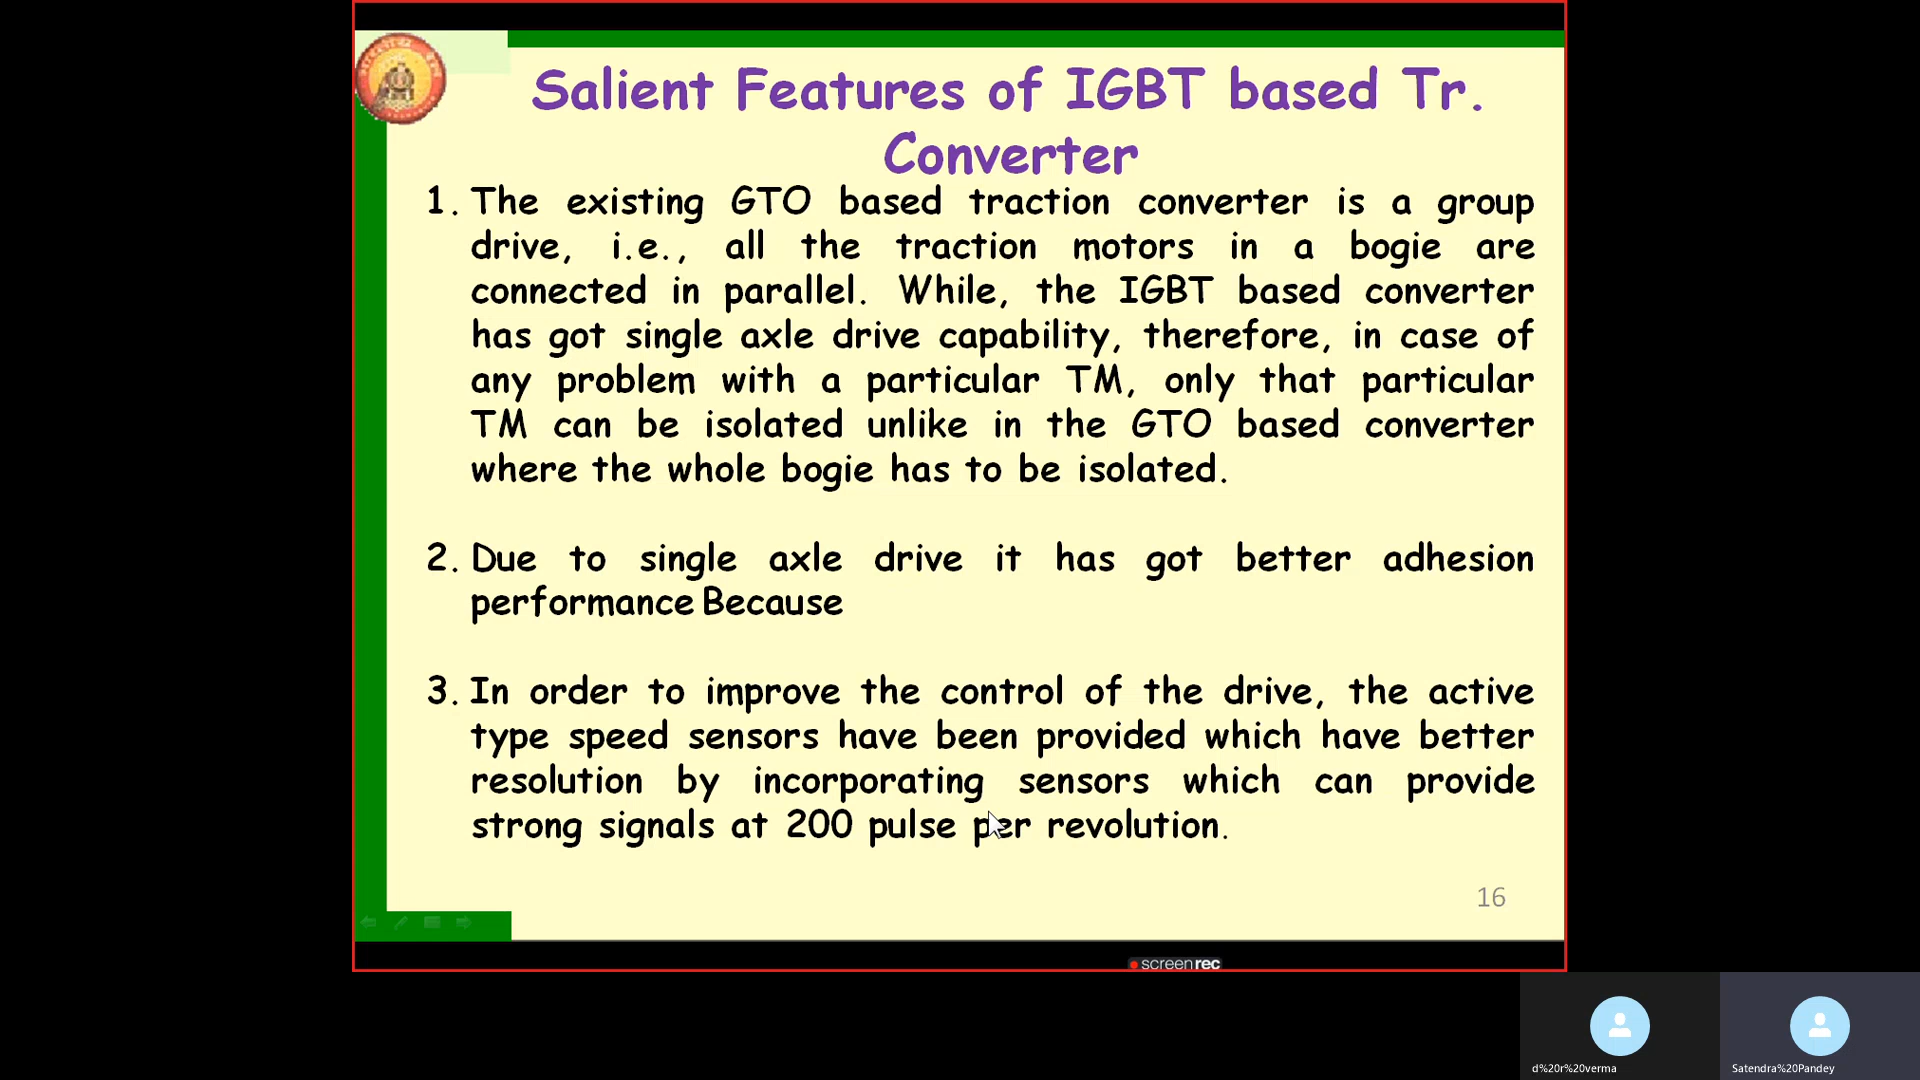 Salient Features of IGBT based Tr.
Converter
1. The existing GTO based traction converter is a group
drive, i.e., all the traction motors in a bogie are
connected in parallel. While, the IGBT based converter
has got single axle drive capability, therefore, in case of
any problem with a particular TM, only that particular
TM can be isolated unlike in the GTO based converter
where the whole bogie has to be isolated.
2. Due to single axle drive it has got better adhesion
performance Because
3. In order to improve the control of the drive, the active
type speed sensors have been provided which have better
resolution by incorporating sensors which can provide
strong signals at 200 pulse per revolution.
16
screenrec
d%20r%20verma
Satendra%20Pandey